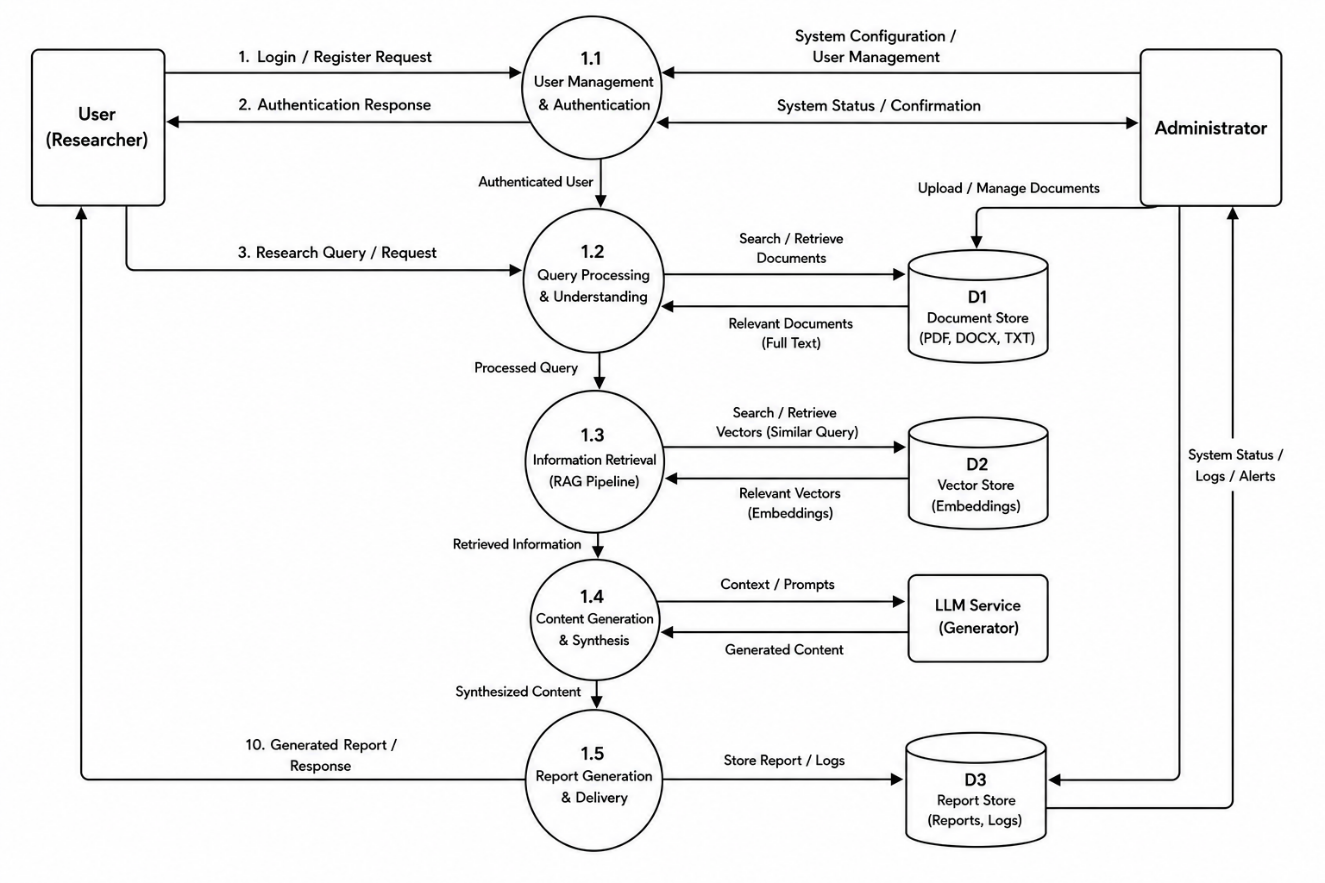 System Configuration /
User Management
1. Login / Register Request
1.1
User Management
& Authentication
2. Authentication Response
System Status / Confirmation
User
(Researcher)
Administrator
Authenticated User
Upload / Manage Documents
3. Research Query / Request
1.2
Query Processing
& Understanding
Search / Retrieve
Documents
D1
Document Store
(PDF, DOCX, TXT)
Relevant Documents
(Full Text)
Processed Query
1.3
Information Retrieval
(RAG Pipeline)
Search / Retrieve
Vectors (Similar Query)
D2
Vector Store
(Embeddings)
Relevant Vectors
(Embeddings)
System Status /
Logs / Alerts
Retrieved Information
1.4
Content Generation
& Synthesis
Context / Prompts
LLM Service
(Generator)
Generated Content
Synthesized Content
10. Generated Report /
Response
1.5
Report Generation
& Delivery
Store Report / Logs
D3
Report Store
(Reports, Logs)